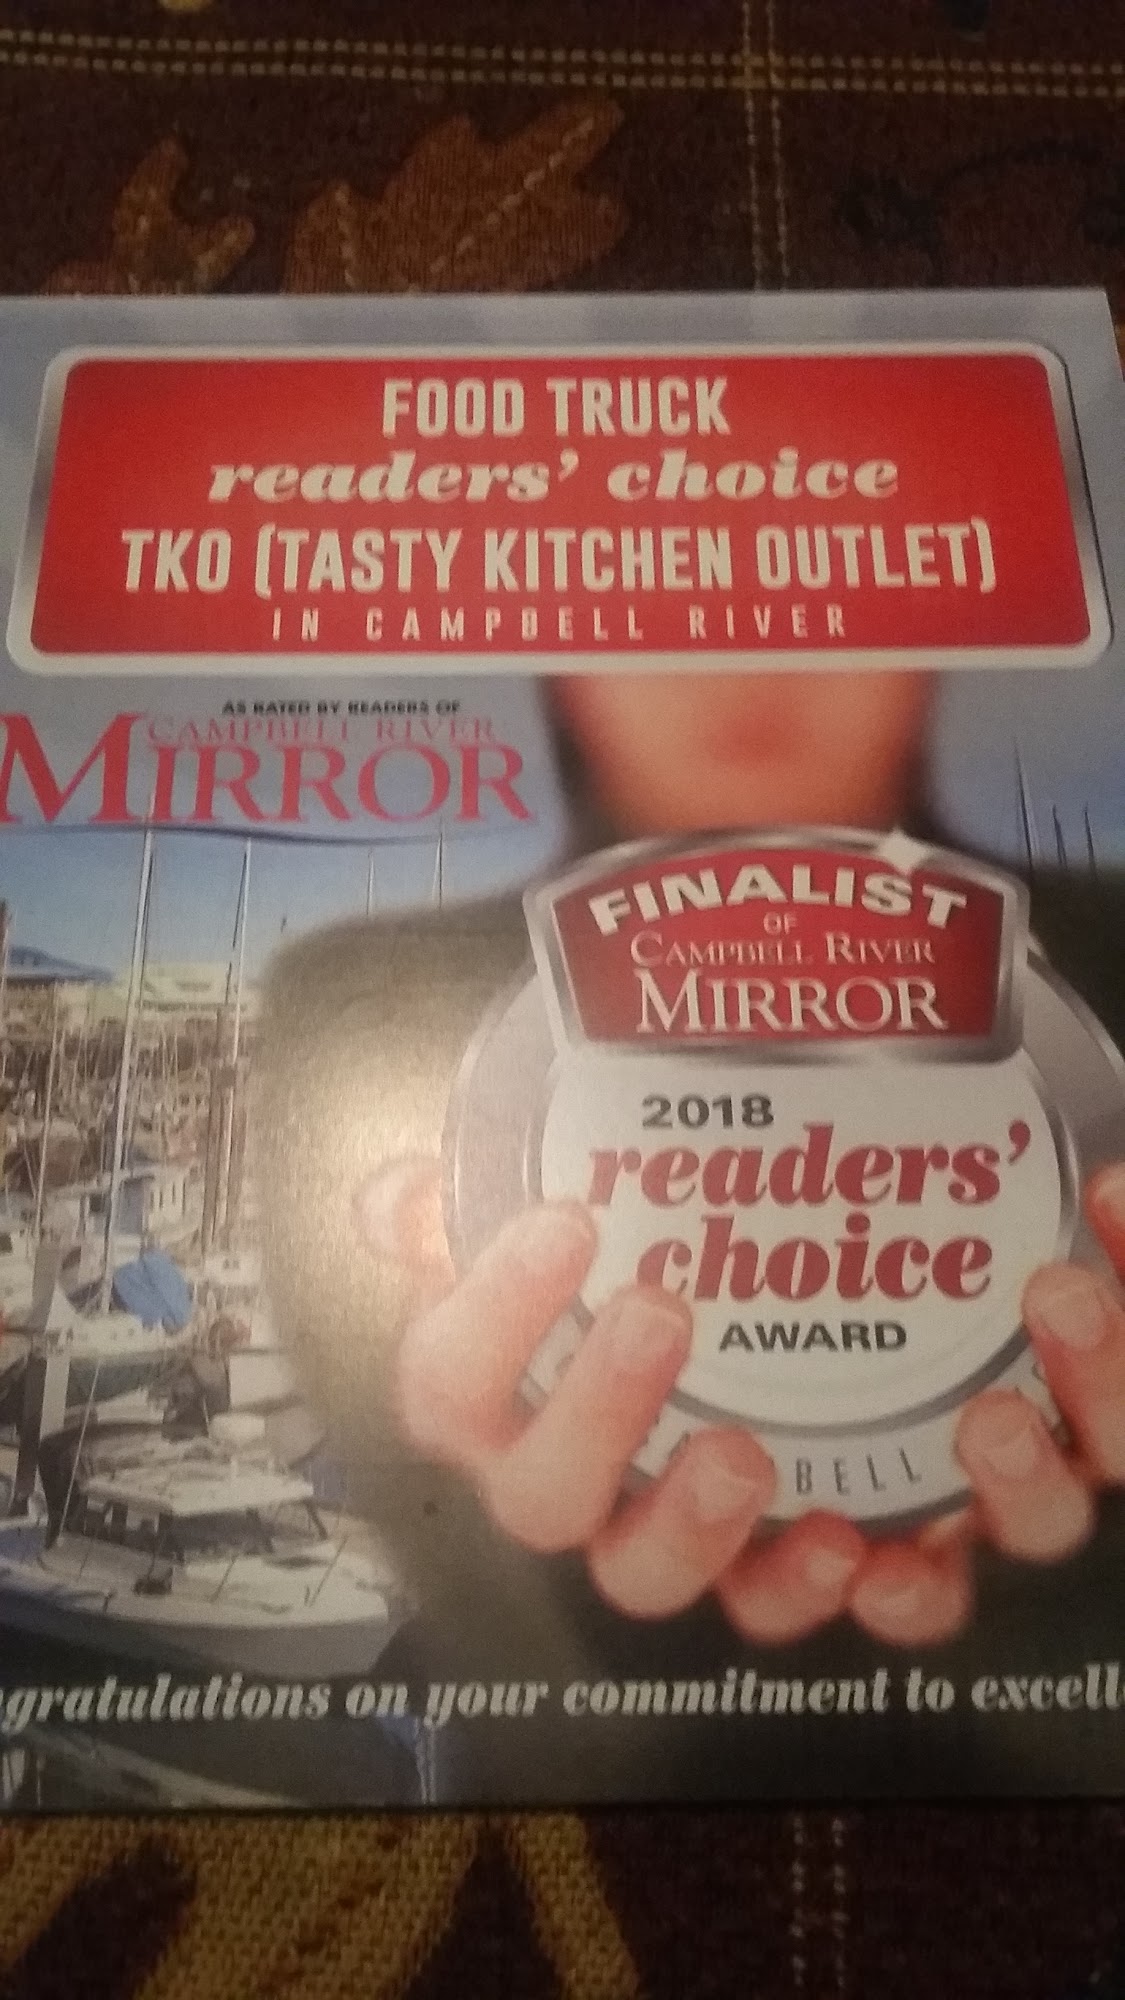 FOOD TRUCK
readers' choice
TKO (TASTY KITCHEN OUTLET)
IN CAMPBELL RIVER
AS RATED BY READERS OF
CAMPBELL RIVER
MIRROR
FINALIST
OF
CAMPBELL RIVER
MIRROR
2018
readers'
choice
AWARD
BELL
ngratulations on your commitment to excell